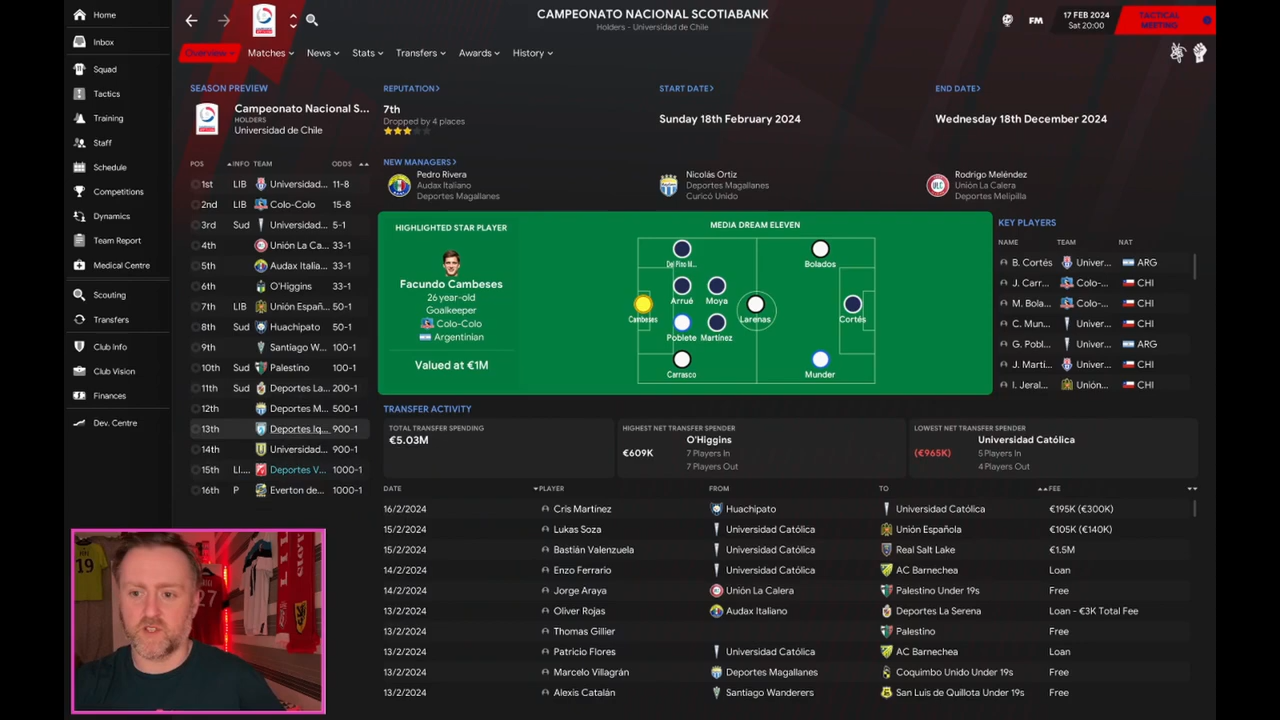 Home
Inbox
Squad
Tactics
Training
Staff
Schedule
Competitions
Dynamics
Team Report
Medical Centre
Scouting
Transfers
Club Info
Club Vision
Finances
Dev. Centre
CAMPEONATO NACIONAL SCOTIABANK
Holders - Universidad de Chile
FM
17 FEB 2024
Sat 20:00
TACTICAL
MEETING
Overview Matches News Stats Transfers Awards History
SEASON PREVIEW
Campeonato Nacional S...
HOLDERS
Universidad de Chile
REPUTATION>
7th
Dropped by 4 places
START DATE>
Sunday 18th February 2024
END DATE>
Wednesday 18th December 2024
NEW MANAGERS >
Pedro Rivera
Audax Italiano
Deportes Magallanes
Nicolás Ortiz
Deportes Magallanes
Curicó Unido
Rodrigo Meléndez
Unión La Calera
Deportes Melipilla
POS INFO TEAM ODDS
1st LIB Universidad... 11-8
2nd LIB Colo-Colo 15-8
3rd Sud Universidad... 5-1
4th Unión La Ca... 33-1
5th Audax Italia... 33-1
6th O'Higgins 33-1
7th LIB Unión Españ... 50-1
8th Sud Huachipato 50-1
9th Santiago W... 100-1
10th Sud Palestino 100-1
11th Sud Deportes La... 200-1
12th Deportes M... 500-1
13th Deportes Iq... 900-1
14th Universidad... 900-1
15th LI.... Deportes V... 1000-1
16th P Everton de... 1000-1
HIGHLIGHTED STAR PLAYER
Facundo Cambeses
26 year-old
Goalkeeper
Colo-Colo
Argentinian
Valued at €1M
MEDIA DREAM ELEVEN
Bolados
Arrué Moya
Cambeses Larenas Cortés
Poblete Martínez
Carrasco Munder
KEY PLAYERS
NAME TEAM NAT
B. Cortés Univer... ARG
J. Carr... Colo-... CHI
M. Bola... Colo-... CHI
C. Mun... Univer... CHI
G. Pobl... Univer... ARG
J. Marti... Univer... CHI
I. Jeral... Unión... CHI
TRANSFER ACTIVITY
TOTAL TRANSFER SPENDING
€5.03M
HIGHEST NET TRANSFER SPENDER
€609K
O'Higgins
7 Players In
7 Players Out
LOWEST NET TRANSFER SPENDER
(€965K)
Universidad Católica
5 Players In
4 Players Out
DATE PLAYER FROM TO FEE
16/2/2024 Cris Martínez Huachipato Universidad Católica €195K (€300K)
15/2/2024 Lukas Soza Universidad Católica Unión Española €105K (€140K)
15/2/2024 Bastián Valenzuela Universidad Católica Real Salt Lake €1.5M
14/2/2024 Enzo Ferrario Universidad Católica AC Barnechea Loan
14/2/2024 Jorge Araya Unión La Calera Palestino Under 19s Free
13/2/2024 Oliver Rojas Audax Italiano Deportes La Serena Loan - €3K Total Fee
13/2/2024 Thomas Gillier Palestino Free
13/2/2024 Patricio Flores Universidad Católica AC Barnechea Loan
13/2/2024 Marcelo Villagrán Deportes Magallanes Coquimbo Unido Under 19s Free
13/2/2024 Alexis Catalán Santiago Wanderers San Luis de Quillota Under 19s Free
19
27